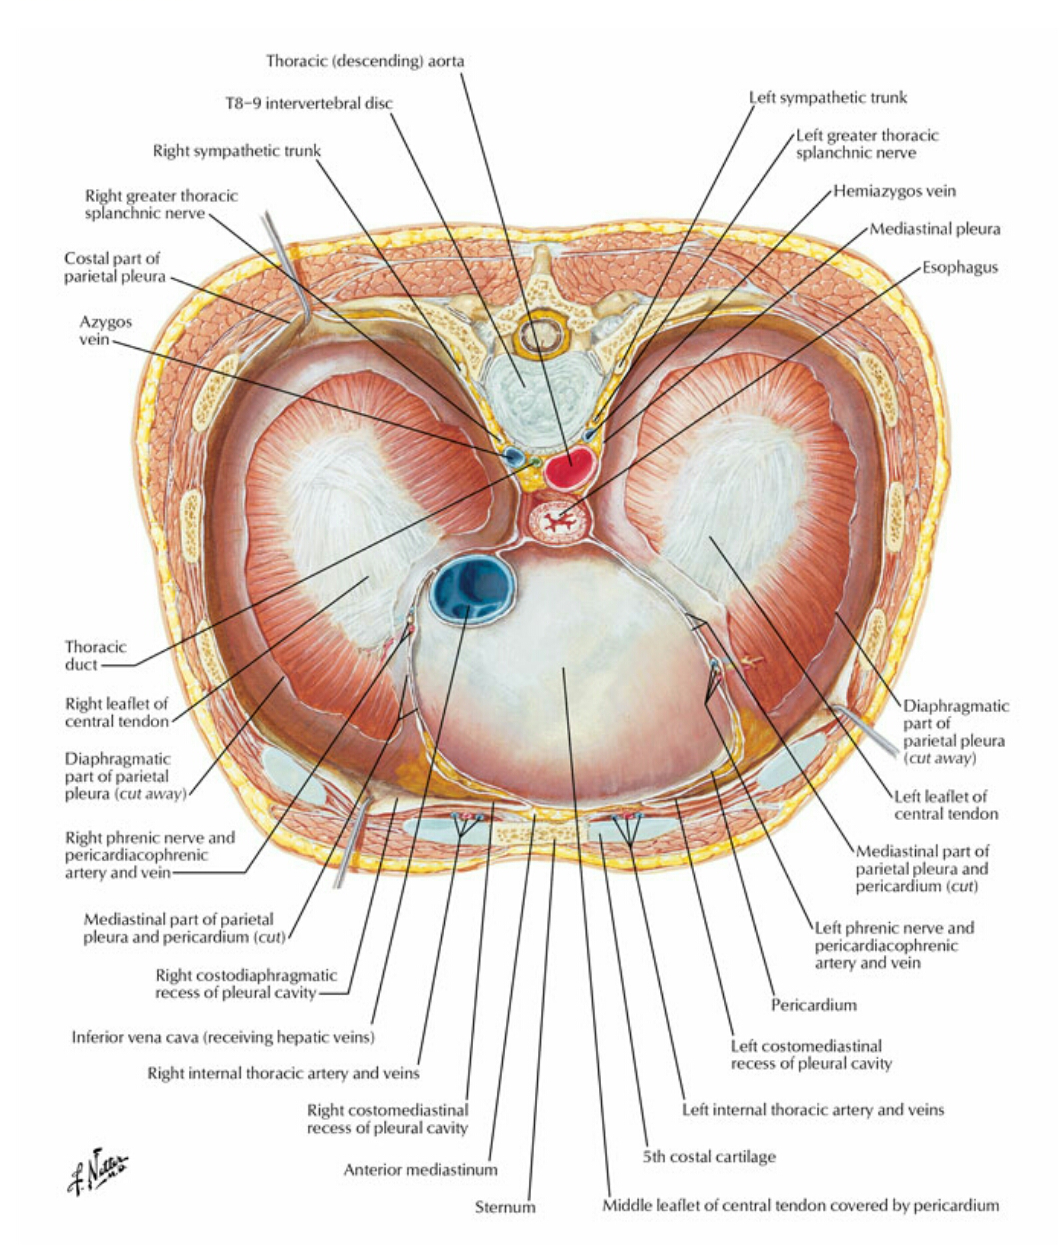 Thoracic (descending) aorta
T8–9 intervertebral disc
Right sympathetic trunk
Right greater thoracic
splanchnic nerve
Costal part of
parietal pleura
Azygos
vein
Thoracic
duct
Right leaflet of
central tendon
Diaphragmatic
part of parietal
pleura (cut away)
Right phrenic nerve and
pericardiacophrenic
artery and vein
Mediastinal part of parietal
pleura and pericardium (cut)
Right costodiaphragmatic
recess of pleural cavity
Inferior vena cava (receiving hepatic veins)
Right internal thoracic artery and veins
Right costomediastinal
recess of pleural cavity
Anterior mediastinum
Sternum
Left sympathetic trunk
Left greater thoracic
splanchnic nerve
Hemiazygos vein
Mediastinal pleura
Esophagus
Diaphragmatic
part of
parietal pleura
(cut away)
Left leaflet of
central tendon
Mediastinal part of
parietal pleura and
pericardium (cut)
Left phrenic nerve and
pericardiacophrenic
artery and vein
Pericardium
Left costomediastinal
recess of pleural cavity
Left internal thoracic artery and veins
5th costal cartilage
Middle leaflet of central tendon covered by pericardium
F. Netter
M.D.